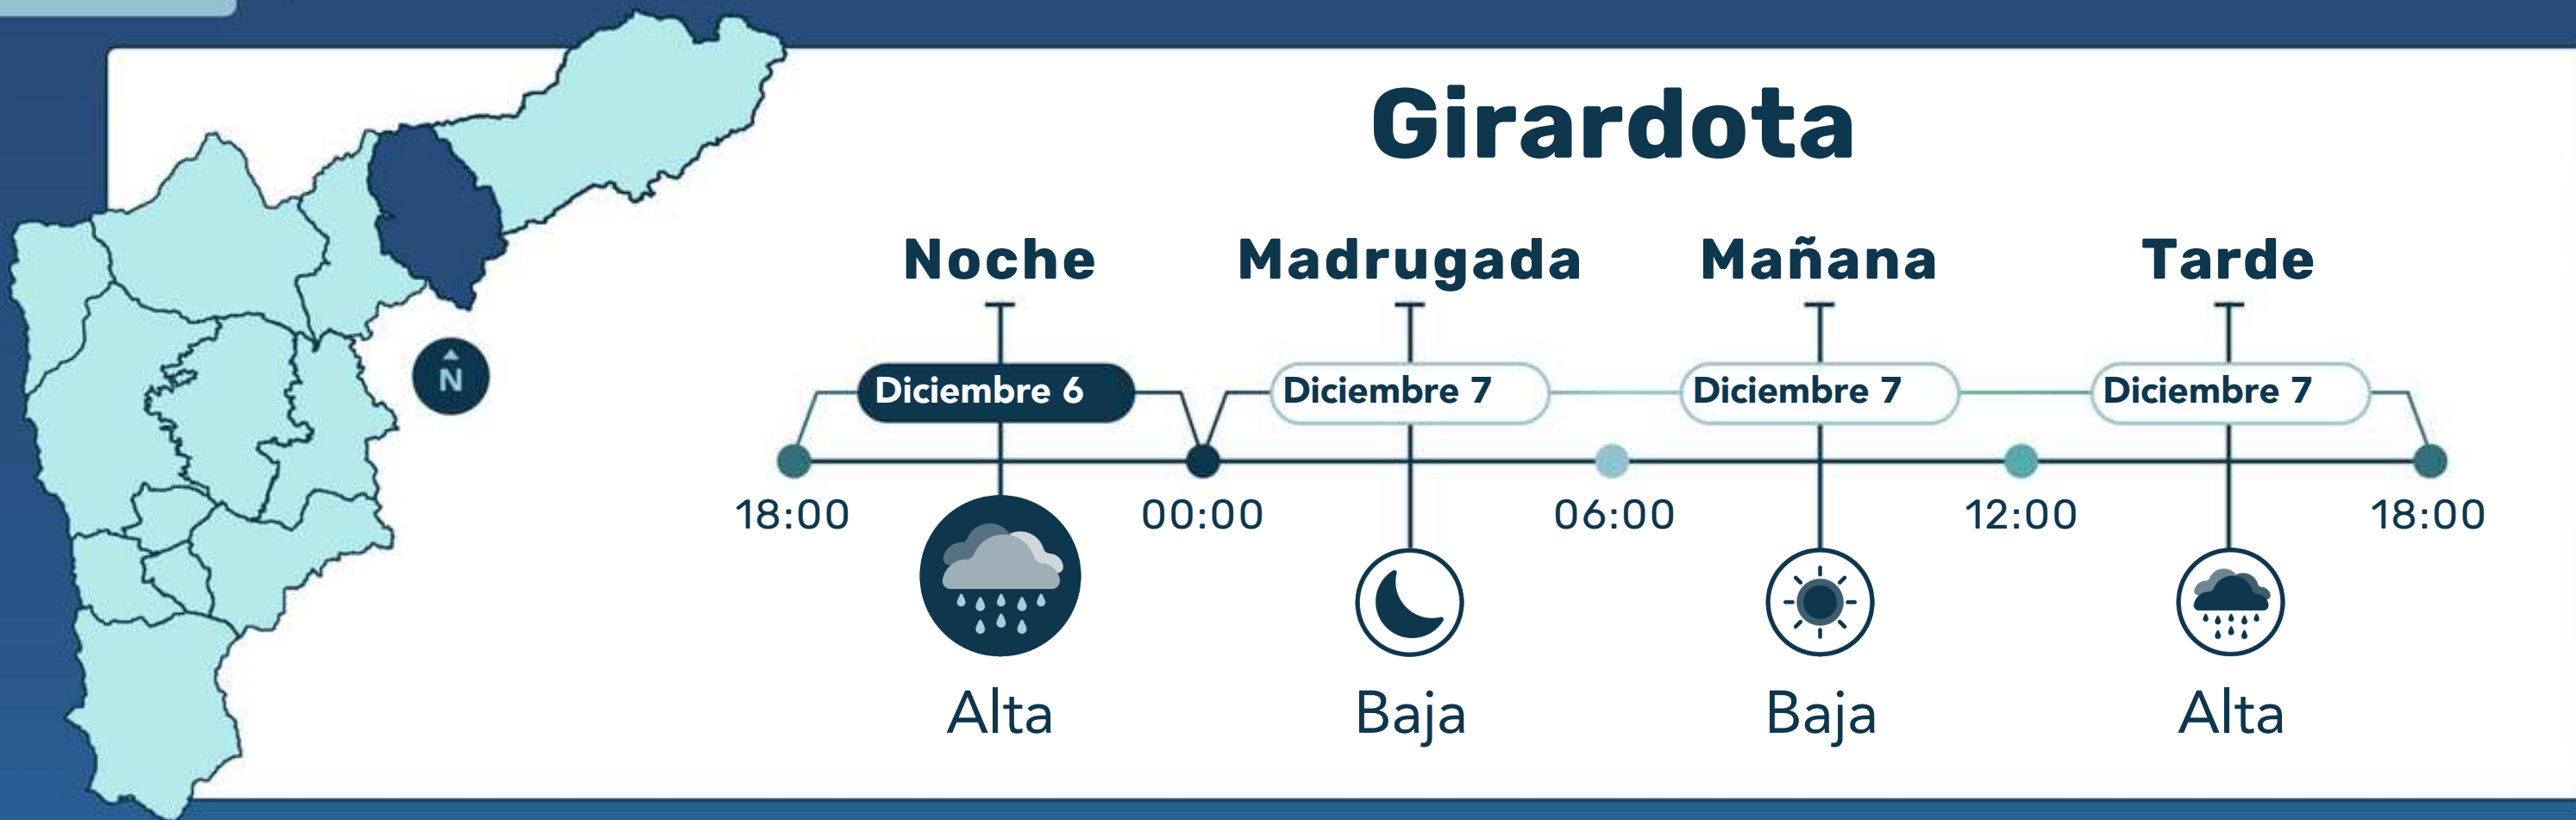 Girardota
Noche Madrugada Mañana Tarde
Diciembre 6 Diciembre 7 Diciembre 7 Diciembre 7
N
18:00 00:00 06:00 12:00 18:00
Alta Baja Baja Alta